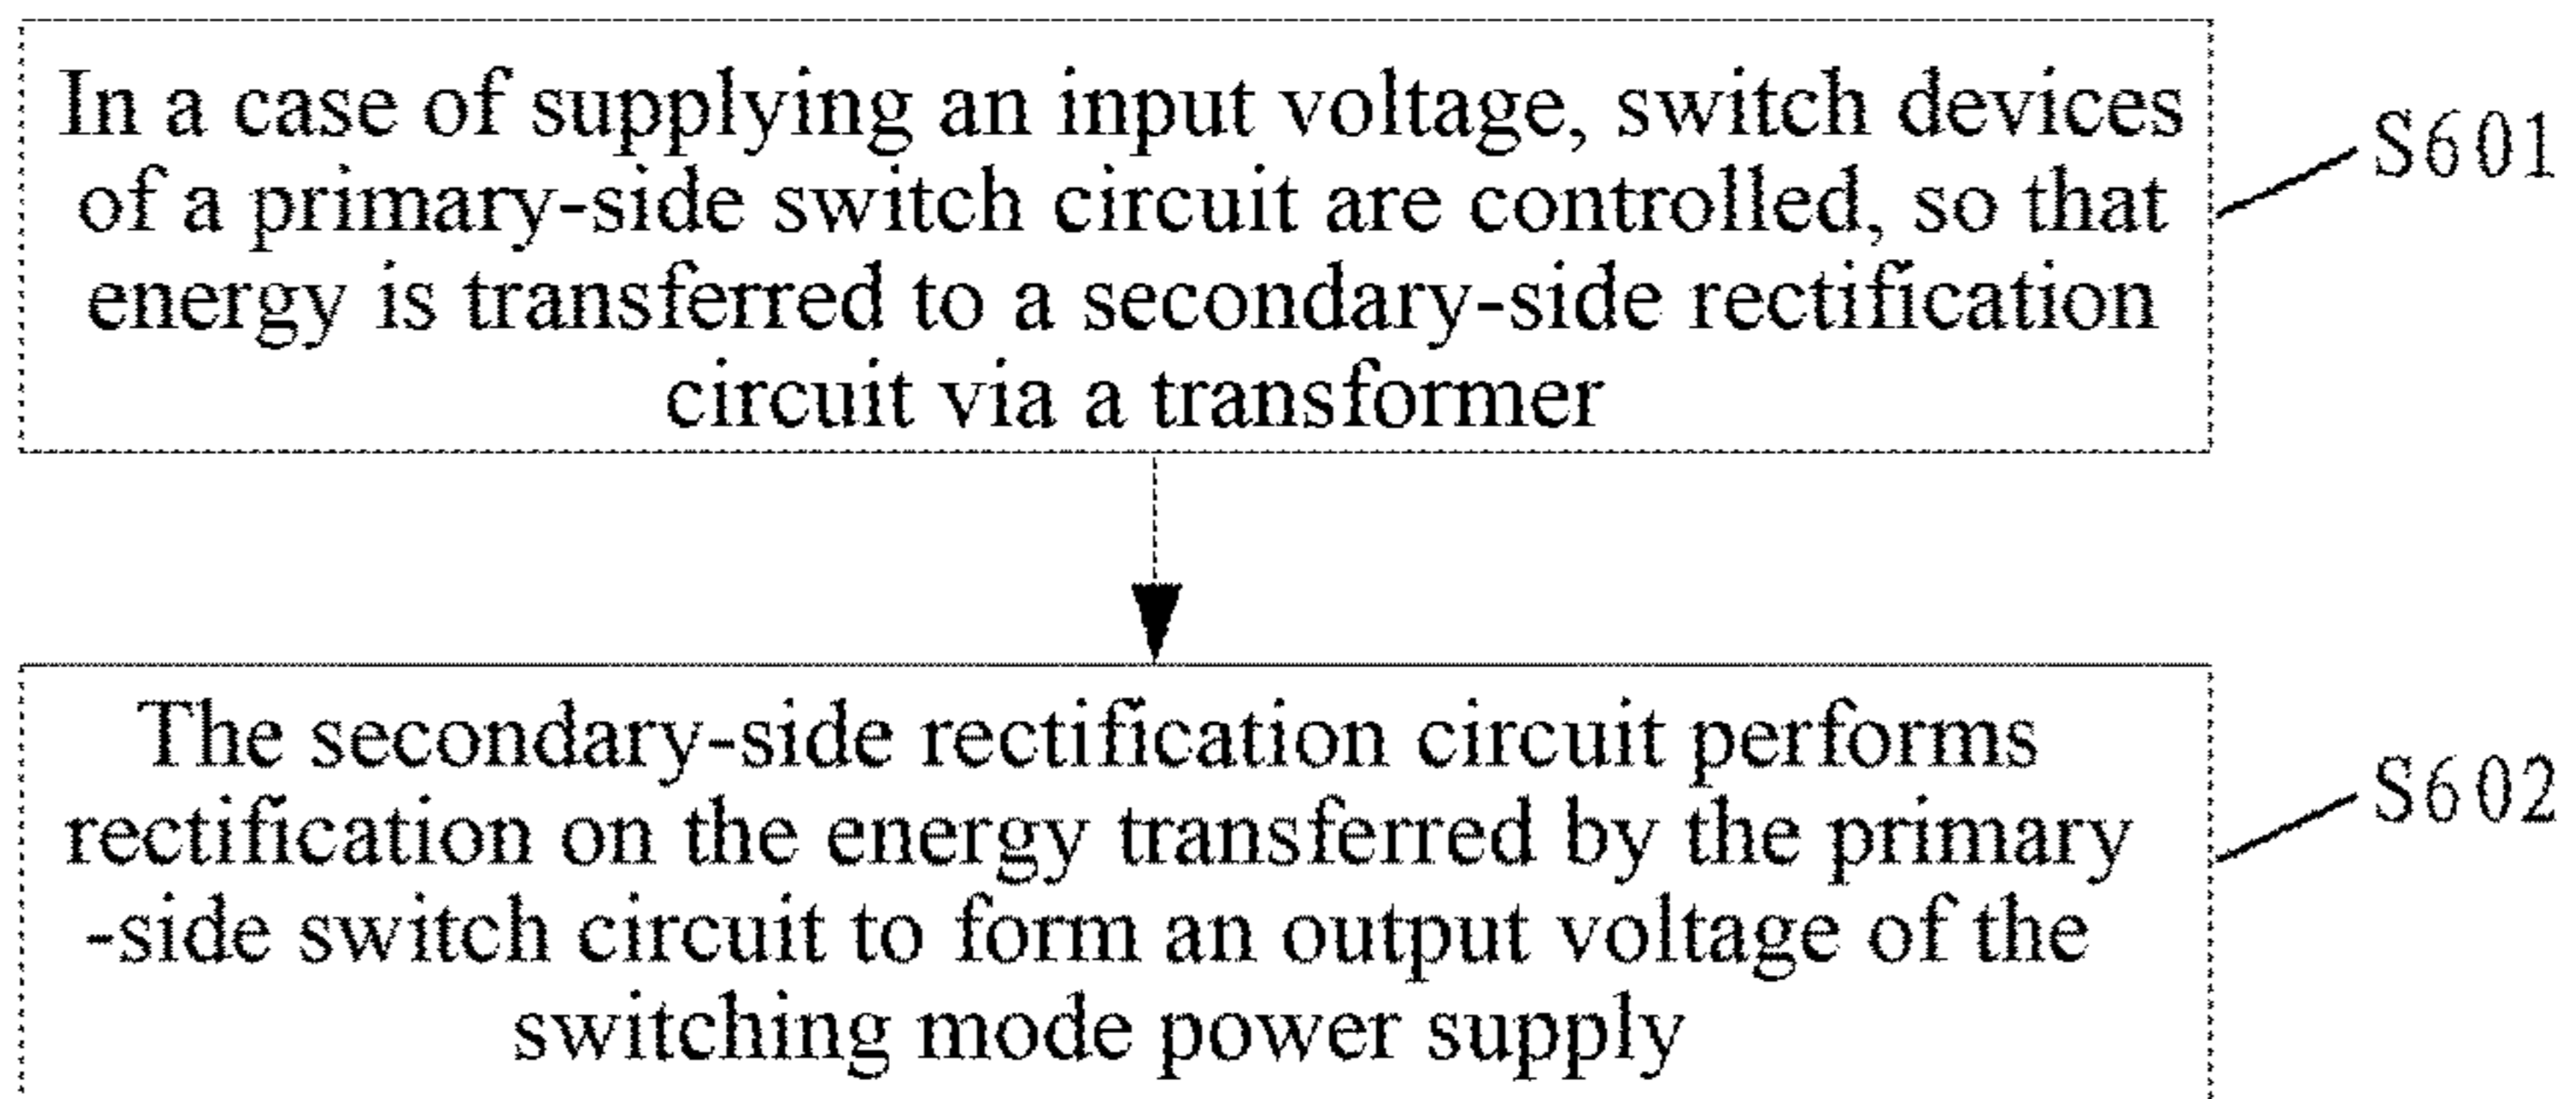 In a case of supplying an input voltage, switch devices
of a primary-side switch circuit are controlled, so that
energy is transferred to a secondary-side rectification
circuit via a transformer
S601
The secondary-side rectification circuit performs
rectification on the energy transferred by the primary
-side switch circuit to form an output voltage of the
switching mode power supply
S602